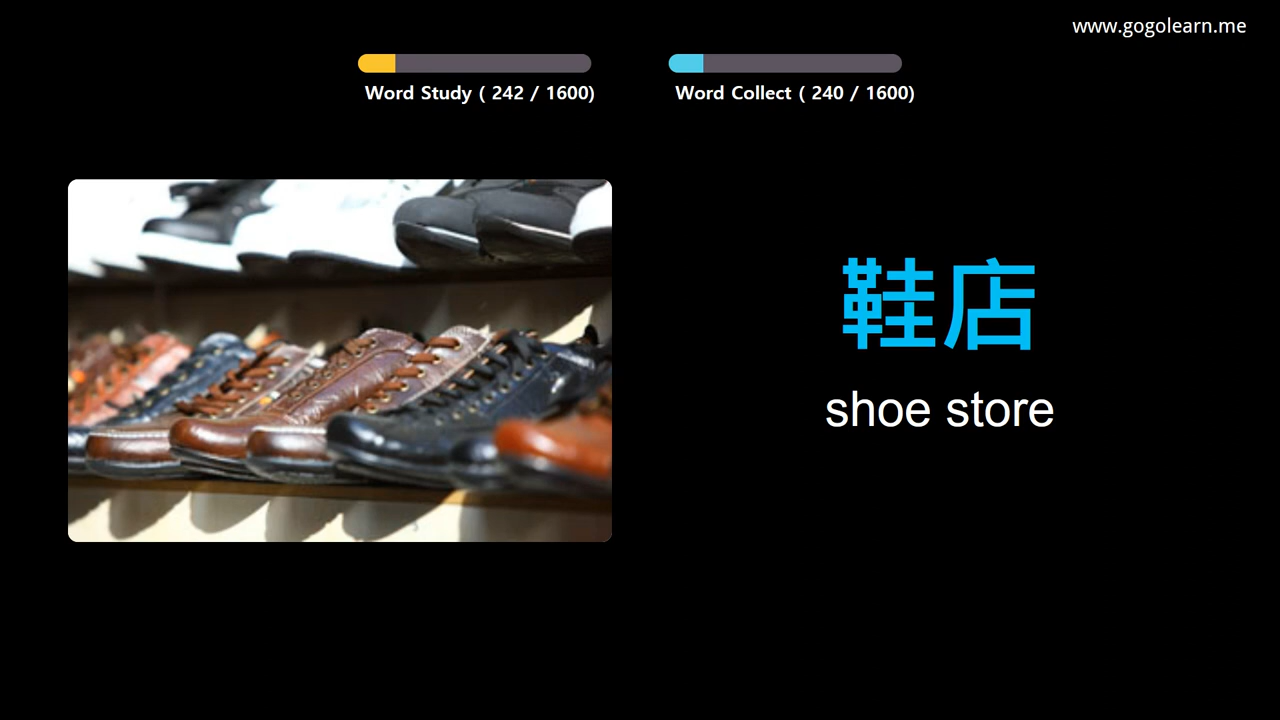 www.gogolearn.me
Word Study ( 242 / 1600)
Word Collect ( 240 / 1600)
鞋店
shoe store